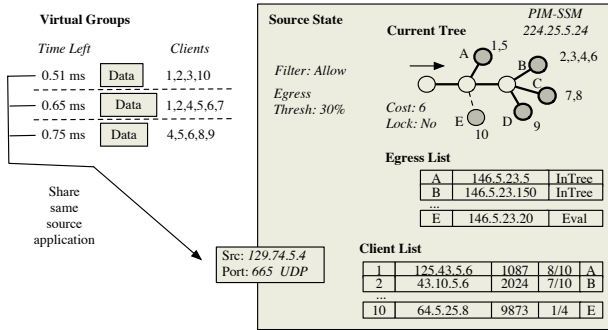 Virtual Groups
Time Left Clients
0.51 ms Data 1,2,3,10
0.65 ms Data 1,2,4,5,6,7
0.75 ms Data 4,5,6,8,9
Share
same
source
application
Src: 129.74.5.4
Port: 665 UDP
Source State
PIM-SSM
224.25.5.24
Current Tree
Filter: Allow
Egress
Thresh: 30%
A 1,5
B 2,3,4,6
C 7,8
D 9
E 10
Cost: 6
Lock: No
Egress List
A 146.5.23.5 InTree
B 146.5.23.150 InTree
...
E 146.5.23.20 Eval
Client List
1 125.43.5.6 1087 8/10 A
2 43.10.5.6 2024 7/10 B
...
10 64.5.25.8 9873 1/4 E